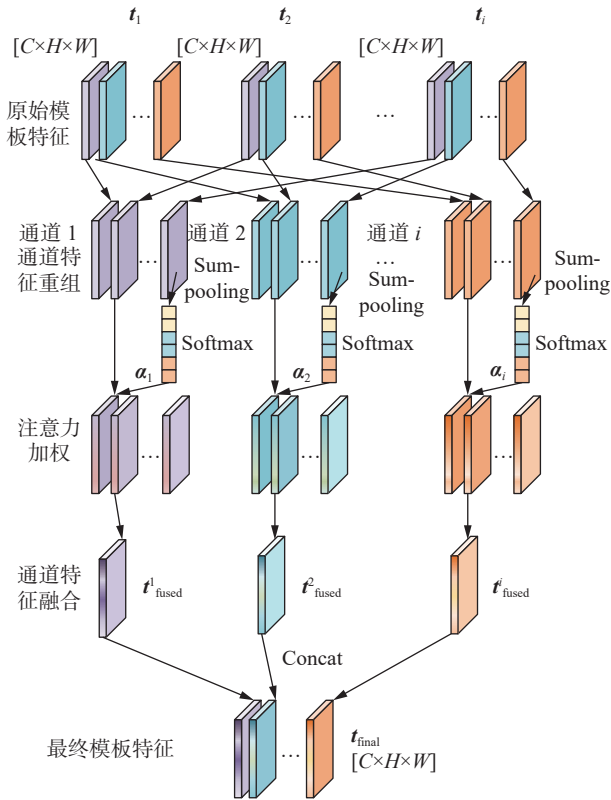 t₁ t₂ tᵢ
[C×H×W] [C×H×W] [C×H×W]
原始模
板特征
… … … …
通道 1 通道 2 通道 i
通道特
征重组
… … … …
Sum-
pooling
Sum-
pooling
Sum-
pooling
Softmax Softmax Softmax
α₁ α₂ αᵢ
注意力
加权
… … …
通道特
征融合
t¹fused t²fused tⁱfused
Concat
最终模板特征
…
tfinal
[C×H×W]